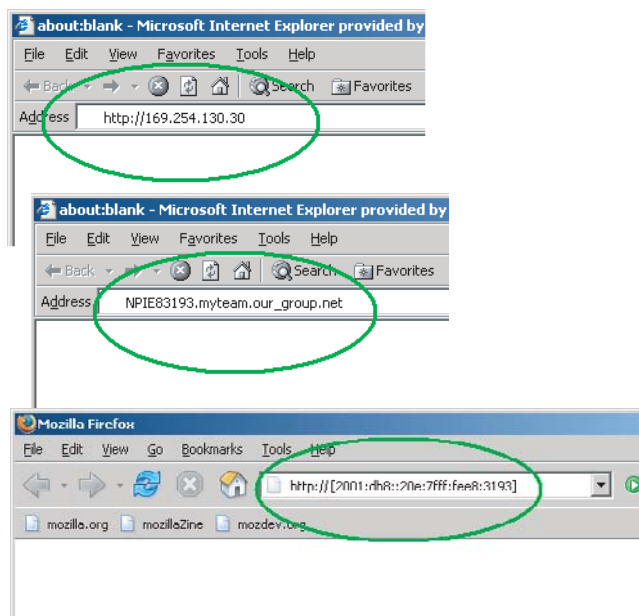 about:blank - Microsoft Internet Explorer provided by
File Edit View Favorites Tools Help
Back Search Favorites
Address http://169.254.130.30
about:blank - Microsoft Internet Explorer provided by
File Edit View Favorites Tools Help
Back Search Favorites
Address NPIE83193.myteam.our_group.net
Mozilla Firefox
File Edit View Go Bookmarks Tools Help
http://[2001:db8::20e:7fff:fee8:3193]
mozilla.org mozillaZine mozdev.org